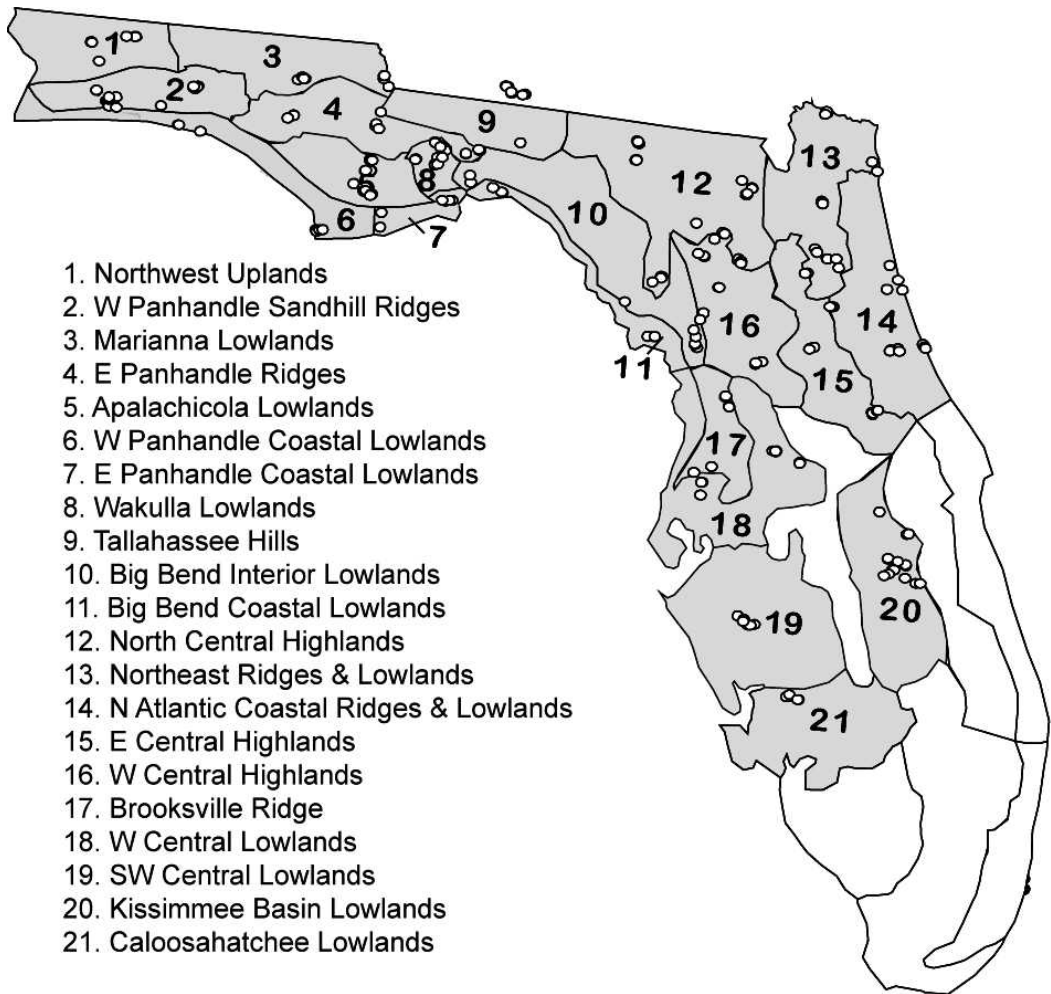 1
3
2
4
9
13
12
8
5
10
6
7
16
14
11
15
17
18
20
19
21
1. Northwest Uplands
2. W Panhandle Sandhill Ridges
3. Marianna Lowlands
4. E Panhandle Ridges
5. Apalachicola Lowlands
6. W Panhandle Coastal Lowlands
7. E Panhandle Coastal Lowlands
8. Wakulla Lowlands
9. Tallahassee Hills
10. Big Bend Interior Lowlands
11. Big Bend Coastal Lowlands
12. North Central Highlands
13. Northeast Ridges & Lowlands
14. N Atlantic Coastal Ridges & Lowlands
15. E Central Highlands
16. W Central Highlands
17. Brooksville Ridge
18. W Central Lowlands
19. SW Central Lowlands
20. Kissimmee Basin Lowlands
21. Caloosahatchee Lowlands